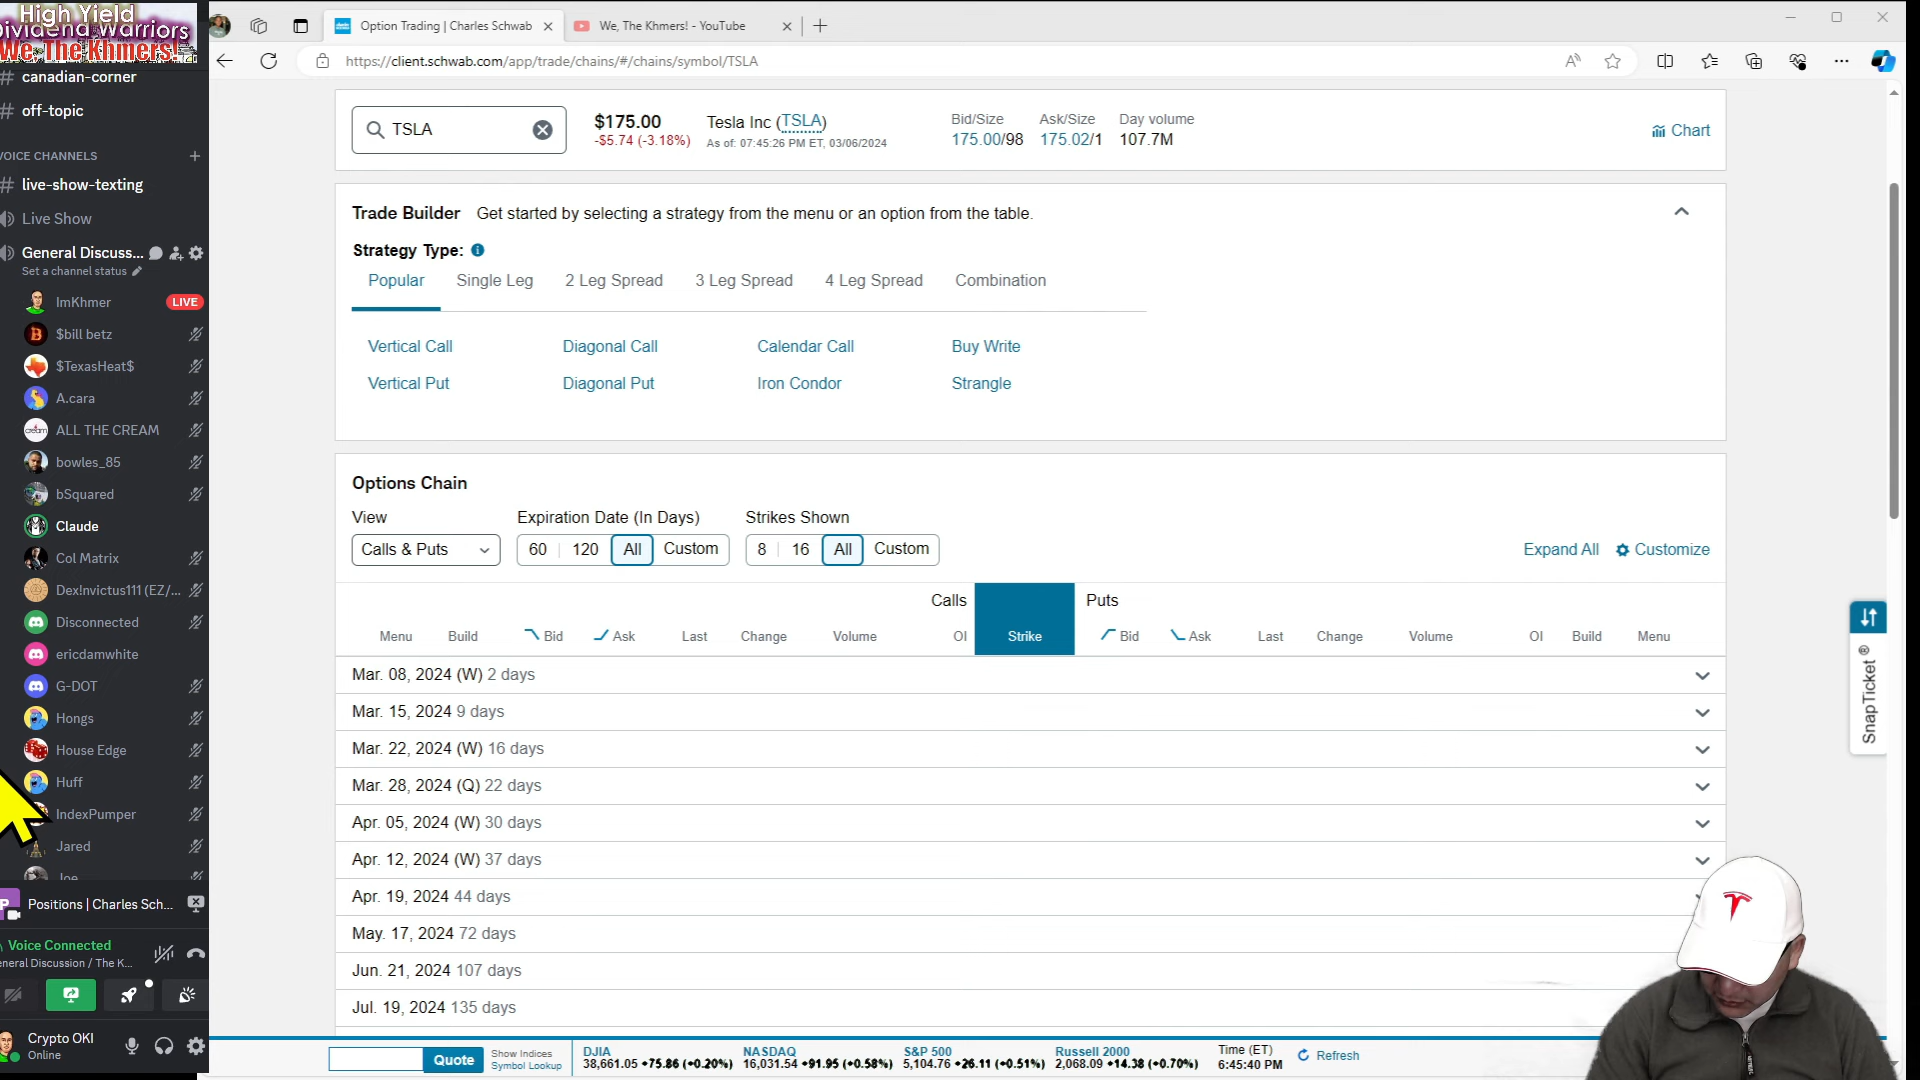 High Yield
Dividend Warriors
We The Khmers!
# canadian-corner
# off-topic
VOICE CHANNELS
# live-show-texting
Live Show
General Discuss...
Set a channel status
ImKhmer LIVE
$bill betz
$TexasHeat$
A.cara
ALL THE CREAM
bowles_85
bSquared
Claude
Col Matrix
Dex!nvictus111 (EZ/...
Disconnected
ericdamwhite
G-DOT
Hongs
House Edge
Huff
IndexPumper
Jared
Joe
Positions | Charles Sch...
Voice Connected
eneral Discussion / The K...
Crypto OKI
Online
Option Trading | Charles Schwab
We, The Khmers! - YouTube
https://client.schwab.com/app/trade/chains/#/chains/symbol/TSLA
TSLA
$175.00
-$5.74 (-3.18%)
Tesla Inc (TSLA)
As of: 07:45:26 PM ET, 03/06/2024
Bid/Size
175.00/98
Ask/Size
175.02/1
Day volume
107.7M
Chart
Trade Builder Get started by selecting a strategy from the menu or an option from the table.
Strategy Type:
Popular Single Leg 2 Leg Spread 3 Leg Spread 4 Leg Spread Combination
Vertical Call Diagonal Call Calendar Call Buy Write
Vertical Put Diagonal Put Iron Condor Strangle
Options Chain
View Expiration Date (In Days) Strikes Shown
Calls & Puts 60 120 All Custom 8 16 All Custom Expand All Customize
Calls Puts
Menu Build Bid Ask Last Change Volume OI Strike Bid Ask Last Change Volume OI Build Menu
Mar. 08, 2024 (W) 2 days
Mar. 15, 2024 9 days
Mar. 22, 2024 (W) 16 days
Mar. 28, 2024 (Q) 22 days
Apr. 05, 2024 (W) 30 days
Apr. 12, 2024 (W) 37 days
Apr. 19, 2024 44 days
May. 17, 2024 72 days
Jun. 21, 2024 107 days
Jul. 19, 2024 135 days
SnapTicket ®
Quote
Show Indices
Symbol Lookup
DJIA
38,661.05 +75.86 (+0.20%)
NASDAQ
16,031.54 +91.95 (+0.58%)
S&P 500
5,104.76 +26.11 (+0.51%)
Russell 2000
2,068.09 +14.38 (+0.70%)
Time (ET)
6:45:40 PM
Refresh